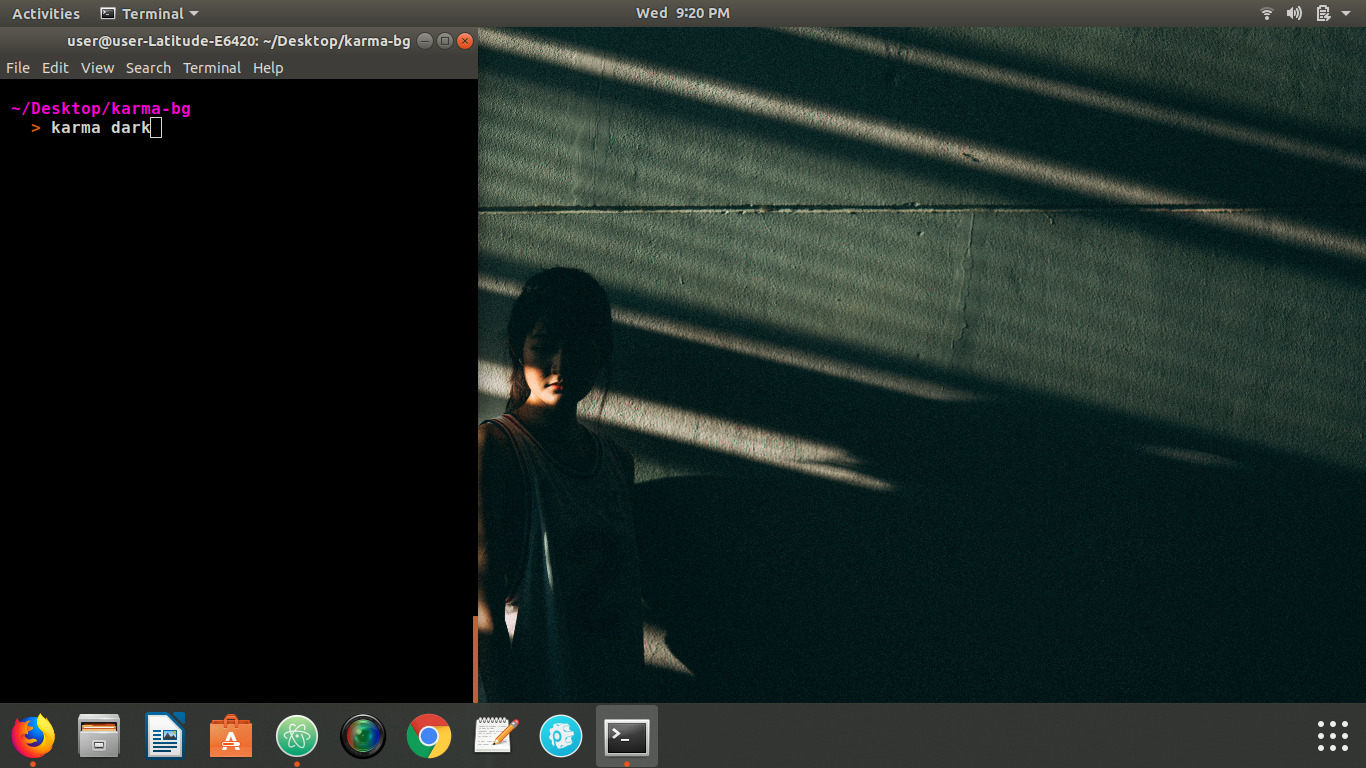 Activities Terminal Wed 9:20 PM
user@user-Latitude-E6420: ~/Desktop/karma-bg
File Edit View Search Terminal Help
~/Desktop/karma-bg
> karma dark